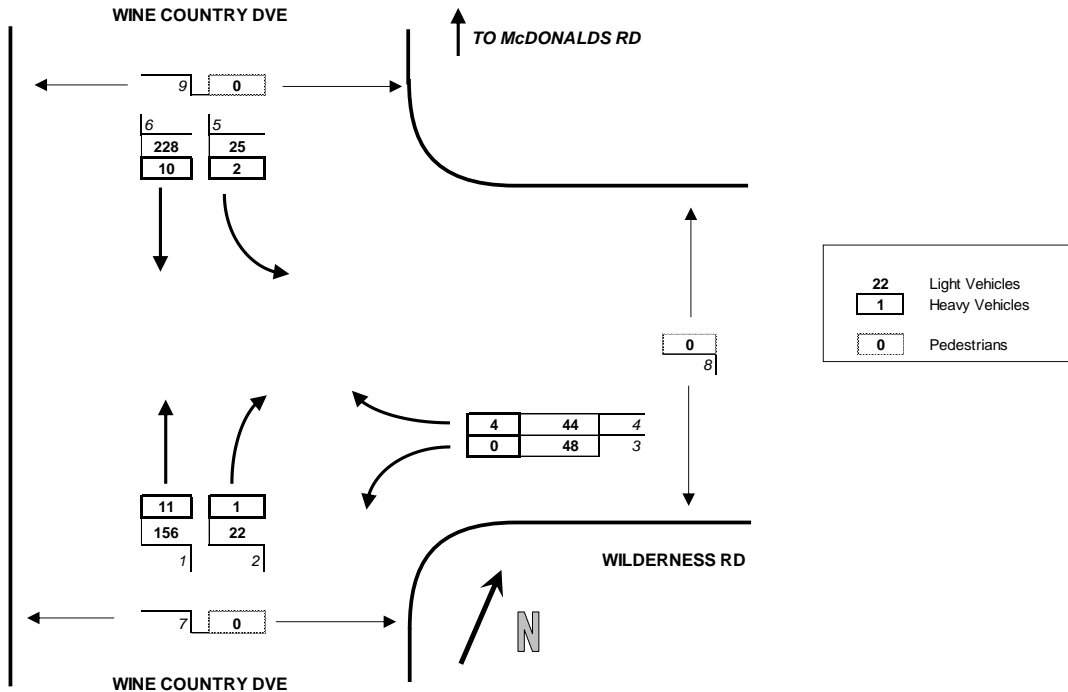 WINE COUNTRY DVE
TO McDONALDS RD
9 0
6 5
228 25
10 2
22 Light Vehicles
1 Heavy Vehicles
0 Pedestrians
0
8
4 44 4
0 48 3
11 1
156 22
1 2
WILDERNESS RD
7 0
N
WINE COUNTRY DVE